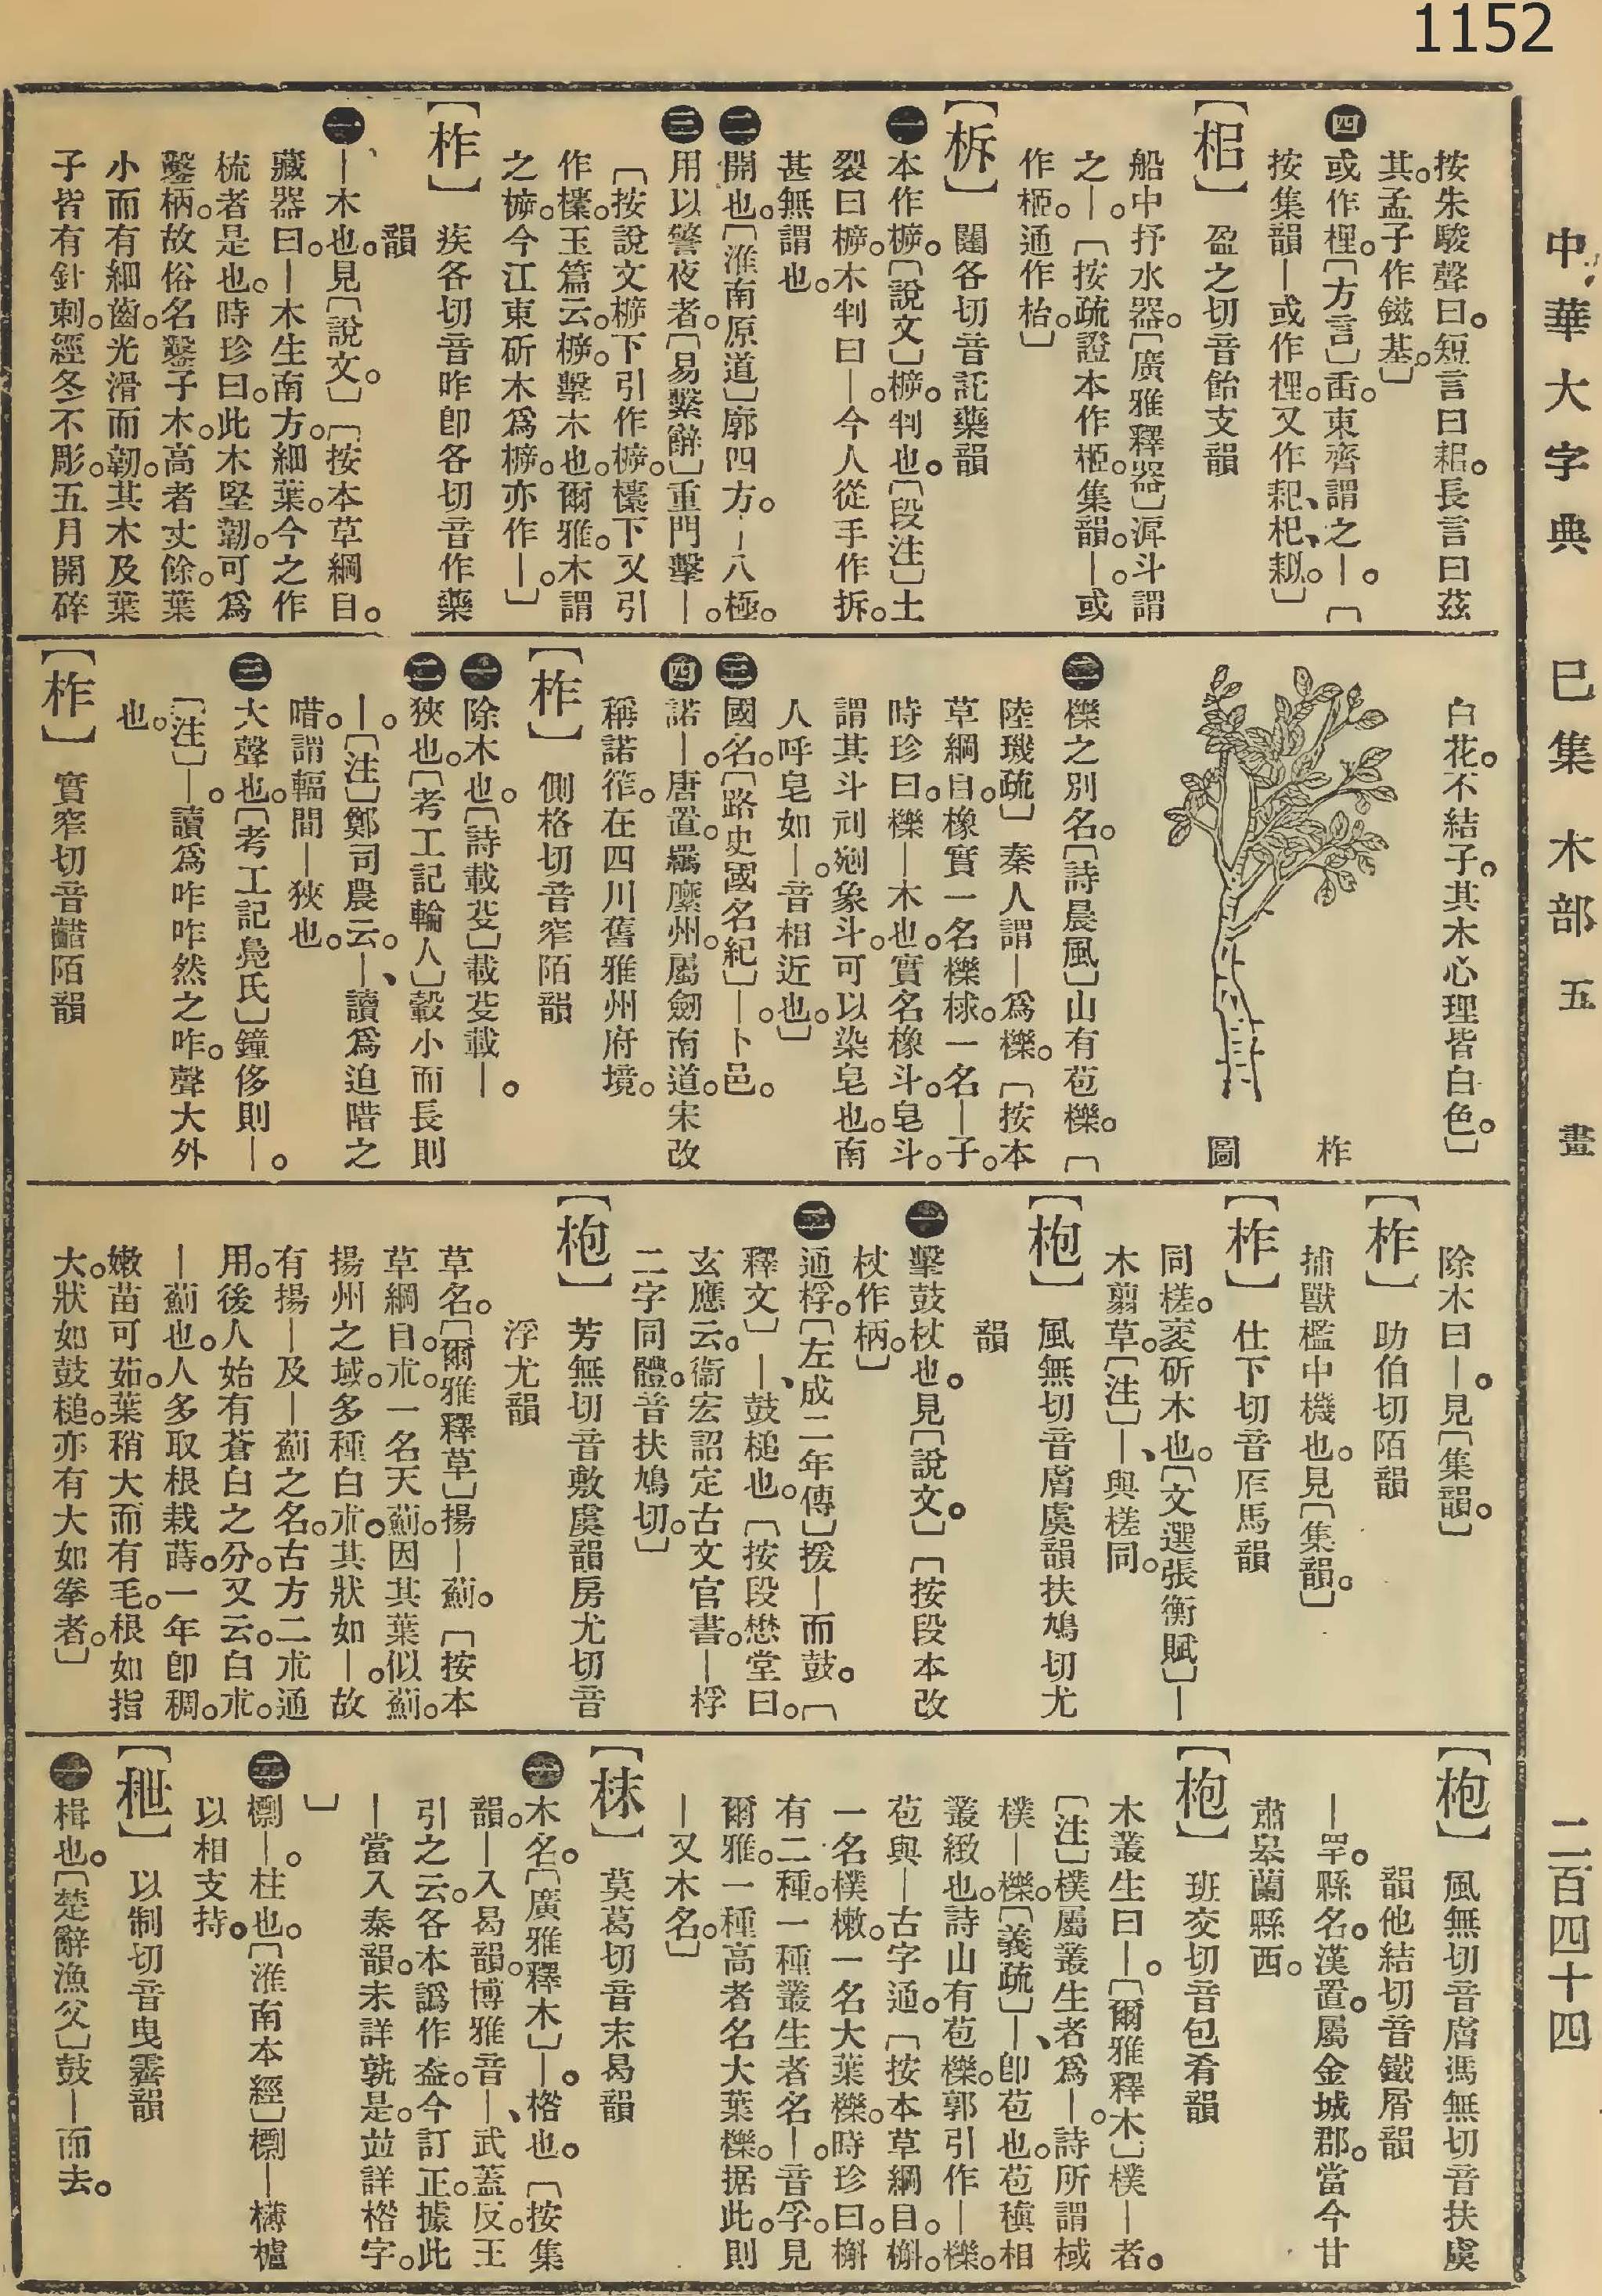 1152
中華大字典 巳集 木部 五畫 二百四十四
按朱駿聲曰。短言曰耜。長言曰茲
其。孟子作鎡基。〕
四 或作梩。〔方言〕臿。東齊謂之—。〔
按集韻—或作梩。又作耛、杞、耛。〕
【梠】 盈之切音飴支韻
船中抒水器。〔廣雅釋器〕漘斗謂
之—。〔按疏證本作㭒。集韻。—。或
作㭒。通作枱。〕
【柝】 闥各切音託藥韻
一 本作㯐。〔說文〕㯐。判也。〔段注〕土
裂曰㯐。木判曰—。今人從手作拆。
甚無謂也。
二 開也。〔淮南原道〕廓四方。—八極。
三 用以警夜者。〔易繫辭〕重門擊—。
〔按說文㯐下引作㯐。欜下又引
作欜。玉篇云。㯐。擊木也。爾雅。木謂
之㯐。今江東斫木爲㯐。亦作—。〕
【柞】 疾各切音昨卽各切音作藥
韻
一 —、木也。見〔說文。〕〔按本草綱目。
藏器曰。—木生南方。細葉。今之作
梳者是也。時珍曰。此木堅韌。可爲
鑿柄。故俗名鑿子木。高者丈餘。葉
小而有細齒。光滑而韌。其木及葉
子皆有針刺。經冬不彫。五月開碎
白花。不結子。其木心理皆白色。〕
柞
圖
二 櫟之別名。〔詩晨風〕山有苞櫟。〔
陸璣疏〕秦人謂—爲櫟。〔按本
草綱目。橡實一名櫟梂。一名—子。
時珍曰。櫟—木也。實名橡斗。皂斗。
謂其斗刓剜象斗。可以染皂也。南
人呼皂如—。音相近也。〕
三 國名。〔路史國名紀〕—。卜邑。
四 諾—。唐置。羈縻州。屬劒南道。宋改
稱諾筰。在四川舊雅州府境。
【柞】 側格切音窄陌韻
一 除木也。〔詩載芟〕載芟載—。
二 狹也。〔考工記輪人〕轂小而長則
—。〔注〕鄭司農云。—、讀爲迫唶之
唶。謂輻間—狹也。
三 大聲也。〔考工記鳧氏〕鐘侈則—。
〔注〕—。讀爲咋咋然之咋。聲大外
也。
【柞】 實窄切音齰陌韻
除木曰—。見〔集韻。〕
【柞】 助伯切陌韻
捕獸檻中機也。見〔集韻。〕
【柞】 仕下切音厏馬韻
同槎。衺斫木也。〔文選張衡賦〕—
木翦草。〔注〕—、與槎同。
【枹】 風無切音膚虞韻扶鳩切尤
韻
一 擊鼓杖也。見〔說文。〕〔按段本改
杖作柄。〕
二 通桴。〔左成二年傳〕援—而鼓。〔
釋文〕—、鼓槌也。〔按段懋堂曰。
玄應云。衞宏詔定古文官書。—桴
二字同體。音扶鳩切。〕
【枹】 芳無切音敷虞韻房尤切音
浮尤韻
草名。〔爾雅釋草〕揚—薊。〔按本
草綱目。朮。一名天薊。因其葉似薊。
揚州之域。多種白朮。其狀如—。故
有揚—及—薊之名。古方二朮通
用。後人始有蒼白之分。又云。白朮。
—薊也。人多取根栽蒔。一年卽稠。
嫩苗可茹。葉稍大而有毛。根如指
大。狀如鼓槌。亦有大如拳者。〕
【枹】 風無切音膚馮無切音扶虞
韻他結切音鐵屑韻
—罕。縣名。漢置。屬金城郡。當今甘
肅皋蘭縣西。
【枹】 班交切音包肴韻
木叢生曰—。〔爾雅釋木〕樸—者。
〔注〕樸屬叢生者爲—。詩所謂棫
樸—櫟。〔義疏〕—、卽苞也。苞稹相
叢緻也。詩山有苞櫟。郭引作—櫟。
苞與—古字通。〔按本草綱目。槲。
一名樸樕。一名大葉櫟。時珍曰。槲
有二種。一種叢生者名—。音孚。見
爾雅。一種高者名大葉櫟。据此。則
—又木名。〕
【枺】 莫葛切音末曷韻
一 木名。〔廣雅釋木〕—。榙也。〔按集
韻。—入曷韻。博雅音—、武蓋反。王
引之云。各本譌作㭉。今訂正。據此
—當入泰韻。未詳孰是。並詳榙字。
〕
二 㯹—。柱也。〔淮南本經〕㯹—欂櫨
以相支持。
【枻】 以制切音曳霽韻
一 楫也。〔楚辭漁父〕鼓—而去。